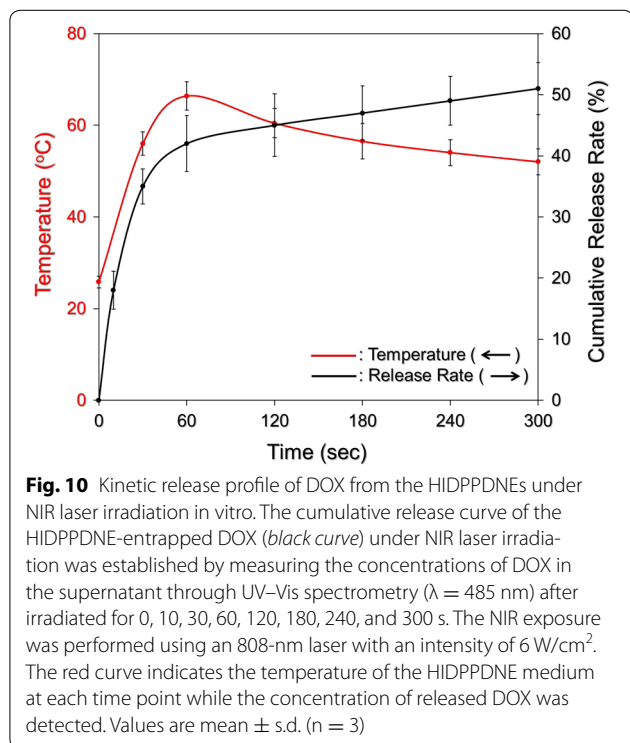 80
60
40
20
0
60
50
40
30
20
10
0
0 60 120 180 240 300
Temperature (ºC)
Cumulative Release Rate (%)
: Temperature ( ← )
: Release Rate ( → )
Time (sec)
Fig. 10 Kinetic release profile of DOX from the HIDPPDNEs under
NIR laser irradiation in vitro. The cumulative release curve of the
HIDPPDNE-entrapped DOX (black curve) under NIR laser irradia-
tion was established by measuring the concentrations of DOX in
the supernatant through UV–Vis spectrometry (λ = 485 nm) after
irradiated for 0, 10, 30, 60, 120, 180, 240, and 300 s. The NIR exposure
was performed using an 808-nm laser with an intensity of 6 W/cm².
The red curve indicates the temperature of the HIDPPDNE medium
at each time point while the concentration of released DOX was
detected. Values are mean ± s.d. (n = 3)